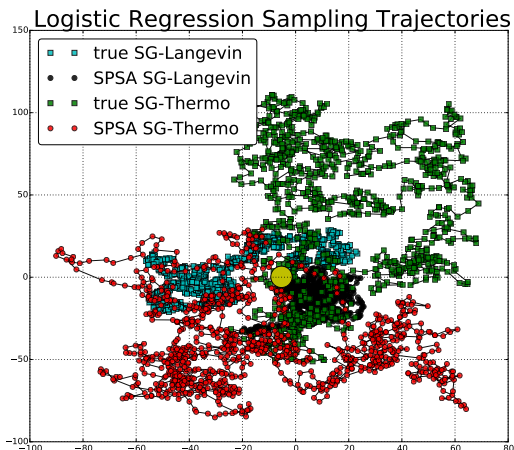 Logistic Regression Sampling Trajectories
150
true SG-Langevin
SPSA SG-Langevin
true SG-Thermo
SPSA SG-Thermo
100
50
0
−50
−100
−100 −80 −60 −40 −20 0 20 40 60 80